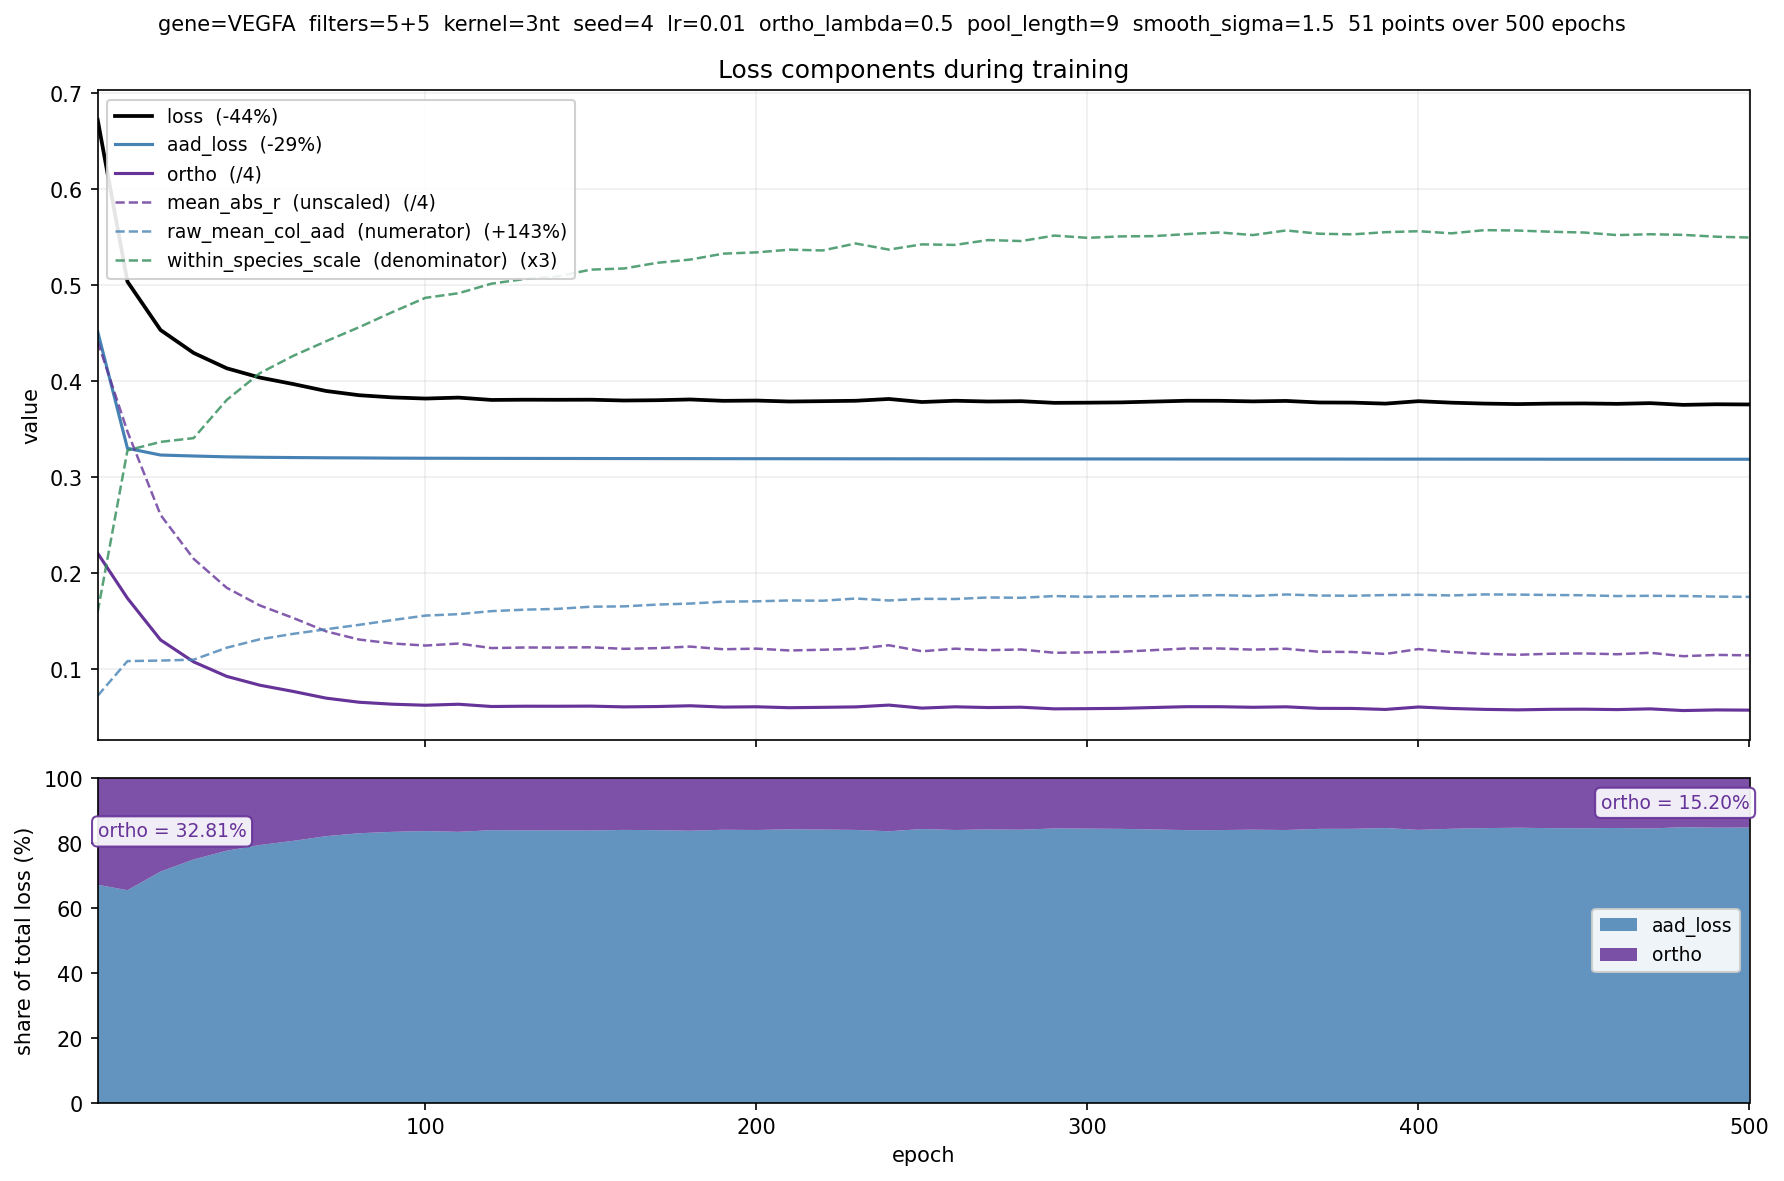 gene=VEGFA  filters=5+5  kernel=3nt  seed=4  lr=0.01  ortho_lambda=0.5  pool_length=9  smooth_sigma=1.5  51 points over 500 epochs
Loss components during training
loss  (-44%)
aad_loss  (-29%)
ortho  (/4)
mean_abs_r  (unscaled)  (/4)
raw_mean_col_aad  (numerator)  (+143%)
within_species_scale  (denominator)  (x3)
0.7
0.6
0.5
0.4
0.3
0.2
0.1
value
100
80
60
40
20
0
share of total loss (%)
ortho = 32.81%
ortho = 15.20%
aad_loss
ortho
100
200
300
400
500
epoch